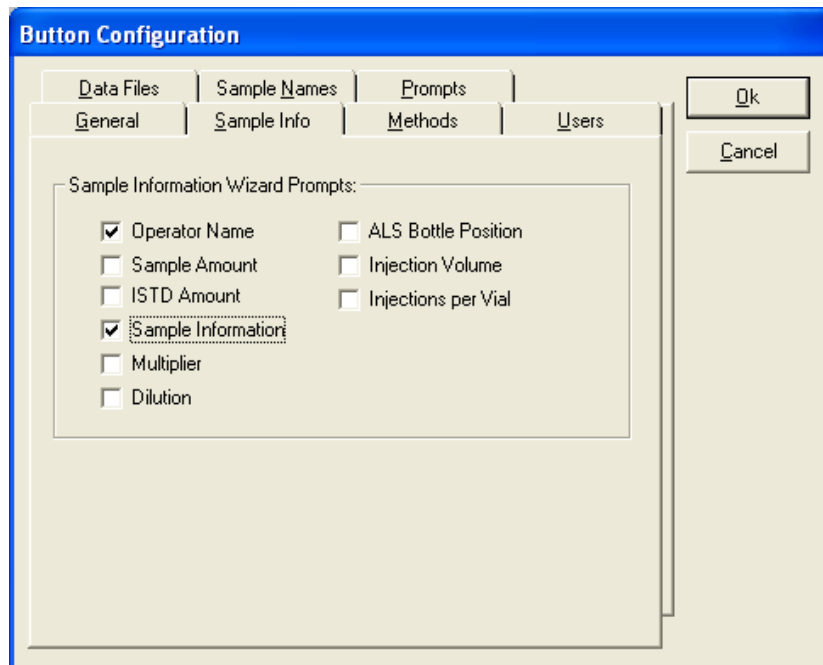 Button Configuration
Data Files Sample Names Prompts
General Sample Info Methods Users
Ok
Cancel
Sample Information Wizard Prompts:
Operator Name
Sample Amount
ISTD Amount
Sample Information
Multiplier
Dilution
ALS Bottle Position
Injection Volume
Injections per Vial